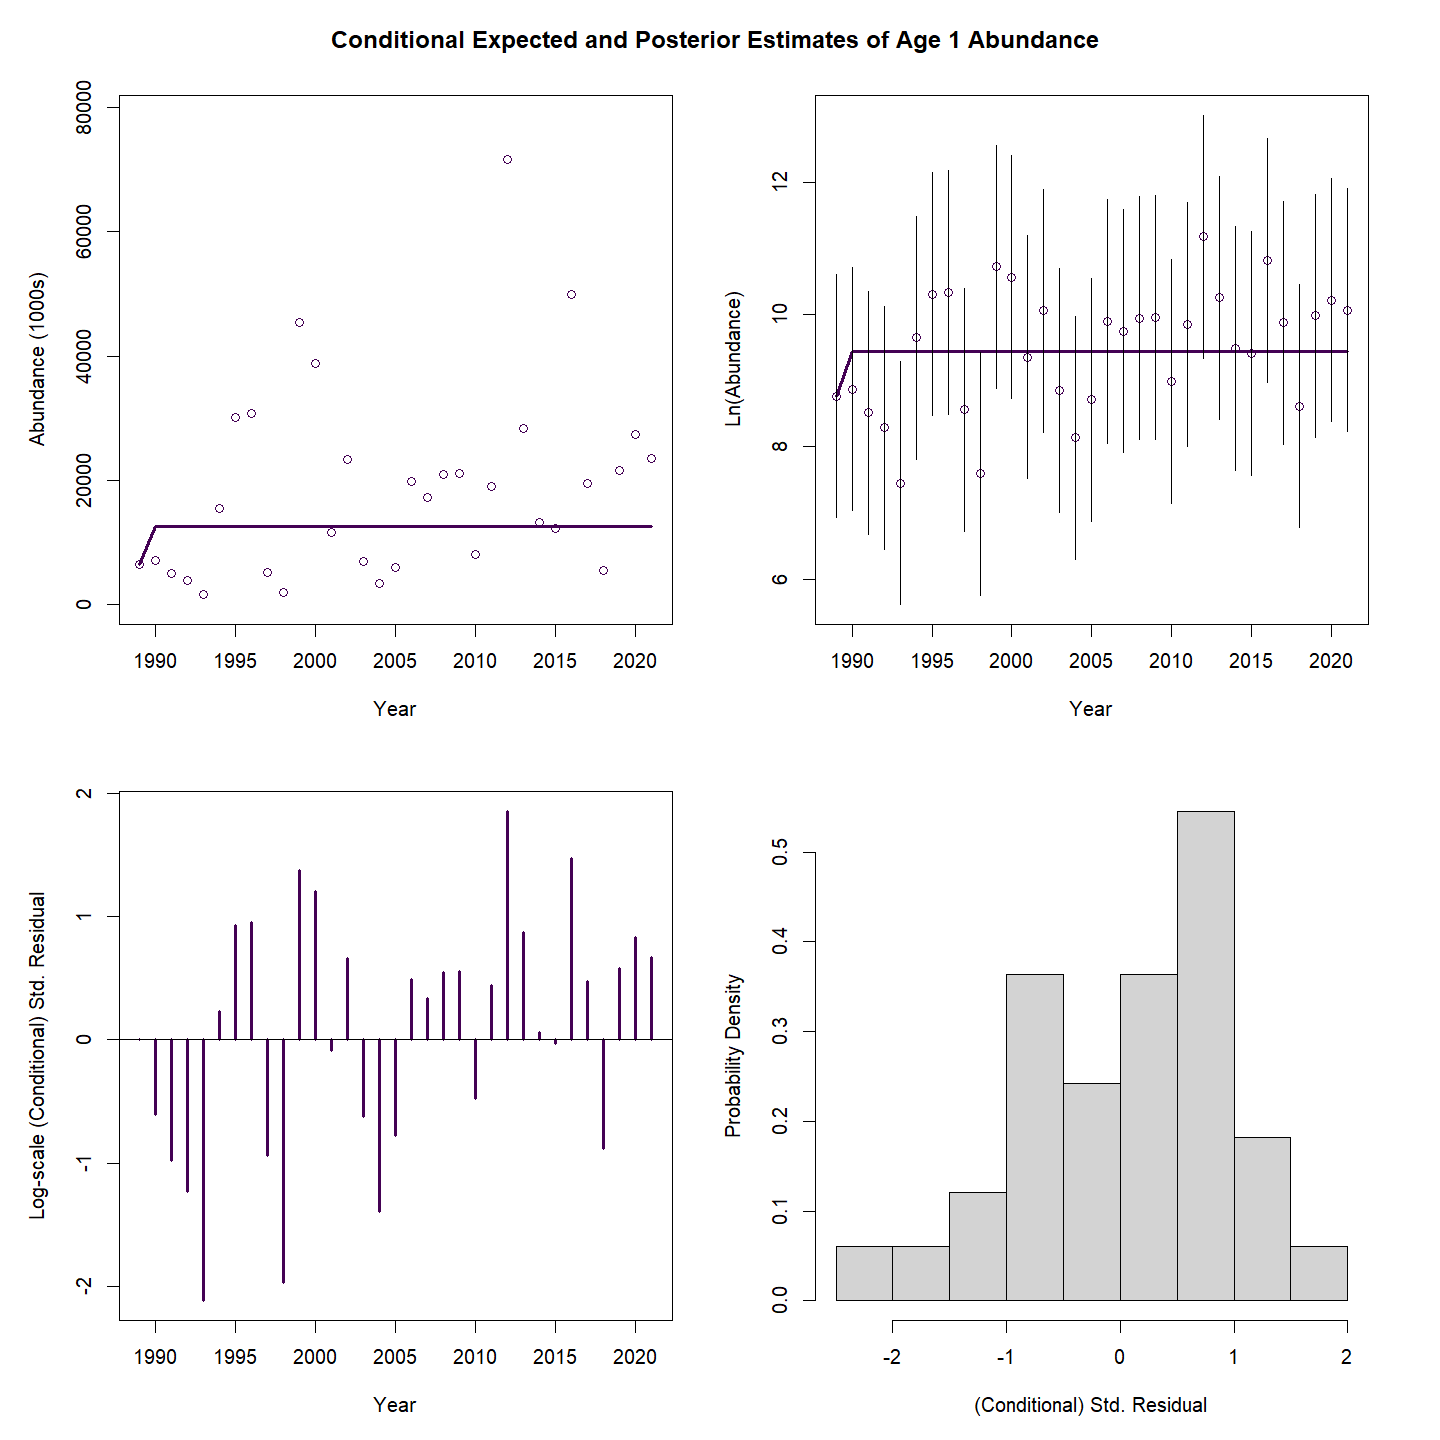 Conditional Expected and Posterior Estimates of Age 1 Abundance
Abundance (1000s)
80000
60000
40000
20000
0
1990 1995 2000 2005 2010 2015 2020
Year
Ln(Abundance)
12
10
8
6
1990 1995 2000 2005 2010 2015 2020
Year
Log-scale (Conditional) Std. Residual
2
1
0
-1
-2
1990 1995 2000 2005 2010 2015 2020
Year
Probability Density
0.5
0.4
0.3
0.2
0.1
0.0
-2 -1 0 1 2
(Conditional) Std. Residual